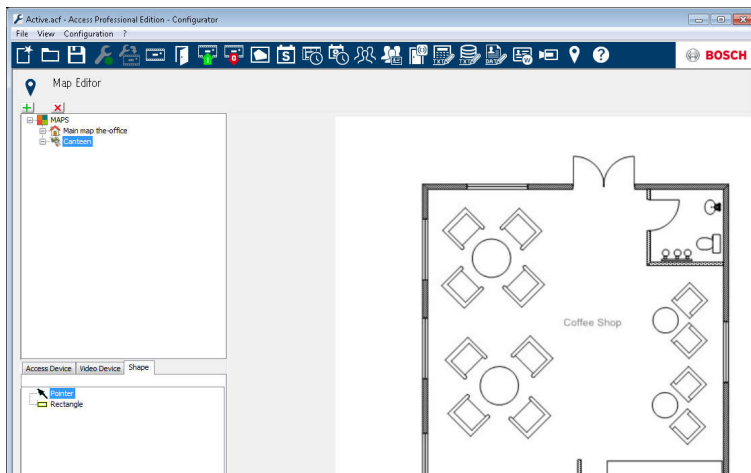 Active.acf - Access Professional Edition - Configurator
File View Configuration ?
BOSCH
Map Editor
MAPS
Main map the-office
Canteen
Coffee Shop
Access Device Video Device Shape
Pointer
Rectangle